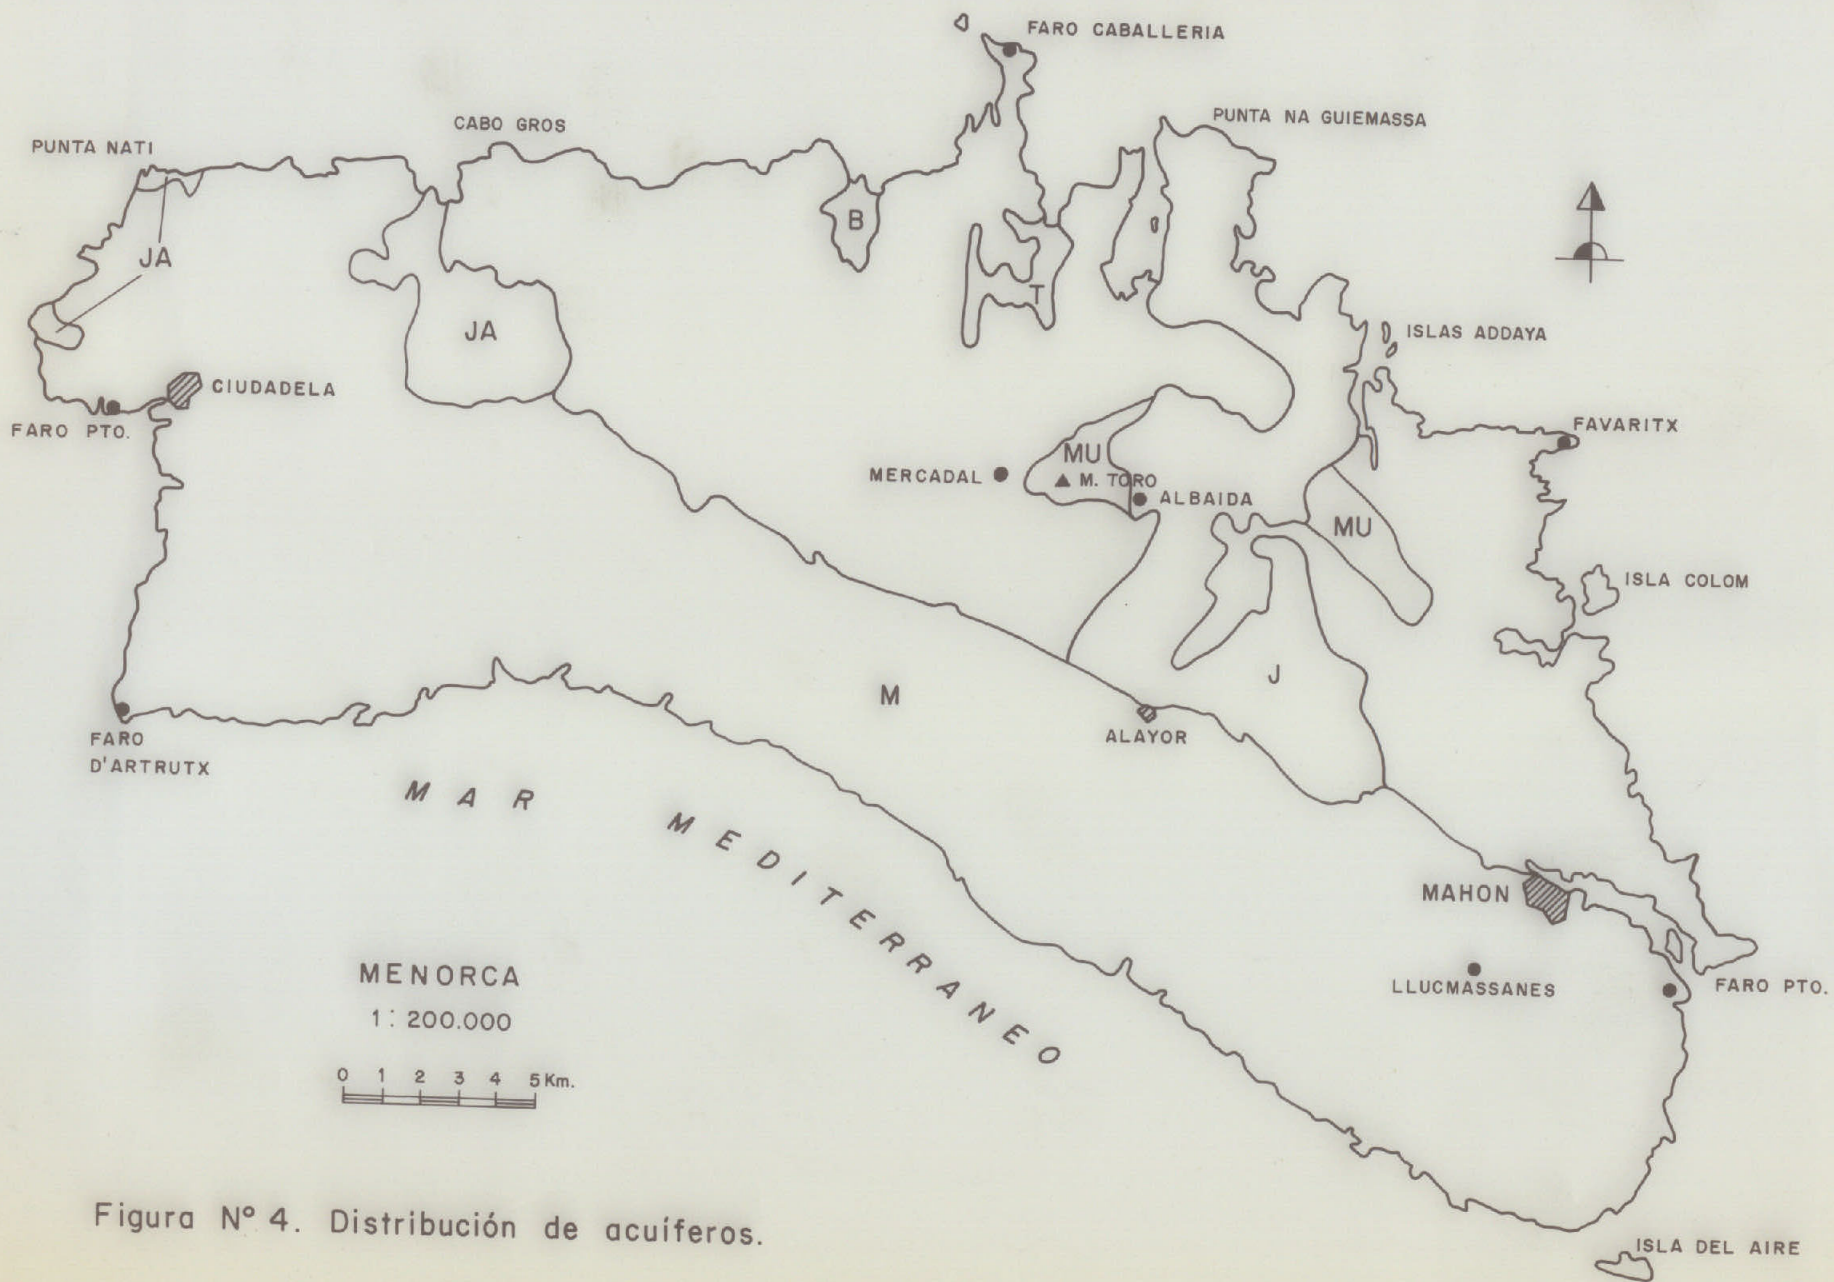 FARO CABALLERIA
PUNTA NA GUIEMASSA
CABO GROS
PUNTA NATI
B
JA
T
JA
ISLAS ADDAYA
CIUDADELA
FARO PTO.
FAVARITX
MU
MERCADAL
M. TORO
ALBAIDA
MU
ISLA COLOM
J
M
ALAYOR
FARO
D'ARTRUTX
MAR MEDITERRANEO
MAHON
LLUCMASSANES
FARO PTO.
MENORCA
1: 200.000
0 1 2 3 4 5 Km.
Figura Nº 4. Distribución de acuíferos.
ISLA DEL AIRE